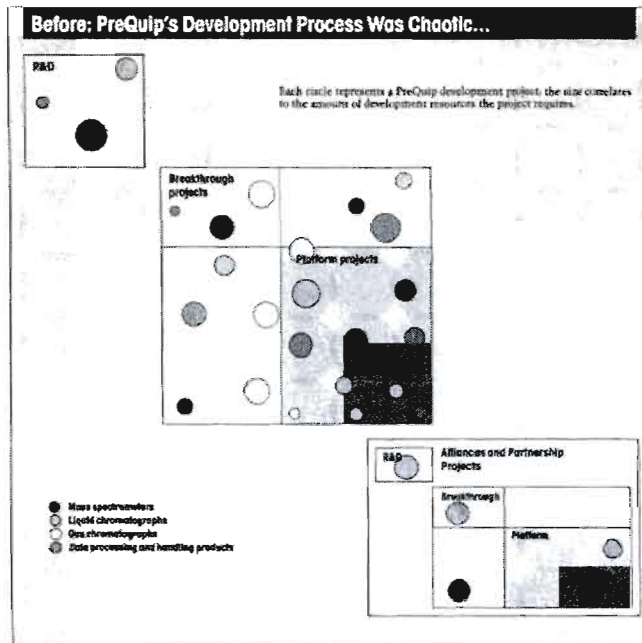 Before: PreQuip's Development Process Was Chaotic...
R&D
Each circle represents a PreQuip development project; the size correlates
to the amount of development resources the project requires.
Breakthrough
projects
Platform projects
R&D
Alliances and Partnership
Projects
Breakthrough
Platform
Mass spectrometers
Liquid chromatographs
Gas chromatographs
Data processing and handling products